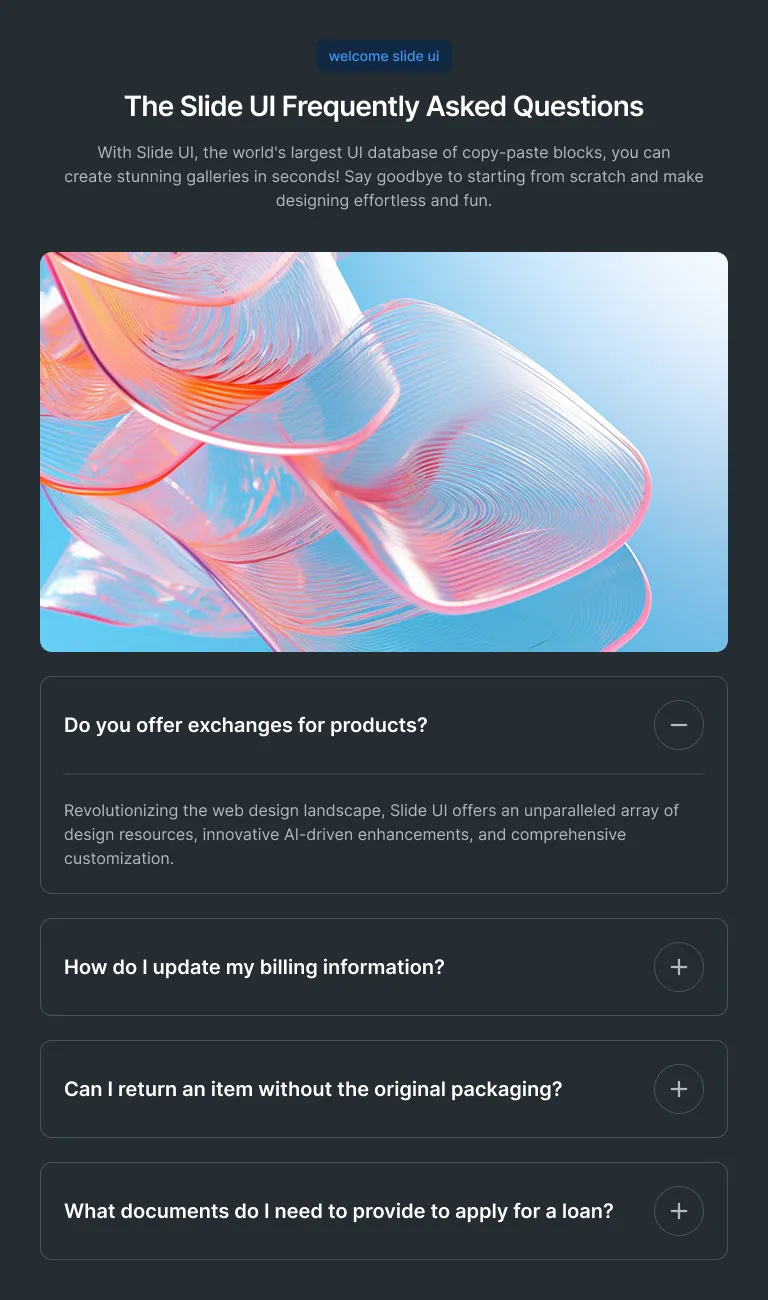 welcome slide ui
The Slide UI Frequently Asked Questions
With Slide UI, the world's largest UI database of copy-paste blocks, you can
create stunning galleries in seconds! Say goodbye to starting from scratch and make
designing effortless and fun.
Do you offer exchanges for products?
Revolutionizing the web design landscape, Slide UI offers an unparalleled array of
design resources, innovative AI-driven enhancements, and comprehensive
customization.
How do I update my billing information?
Can I return an item without the original packaging?
What documents do I need to provide to apply for a loan?